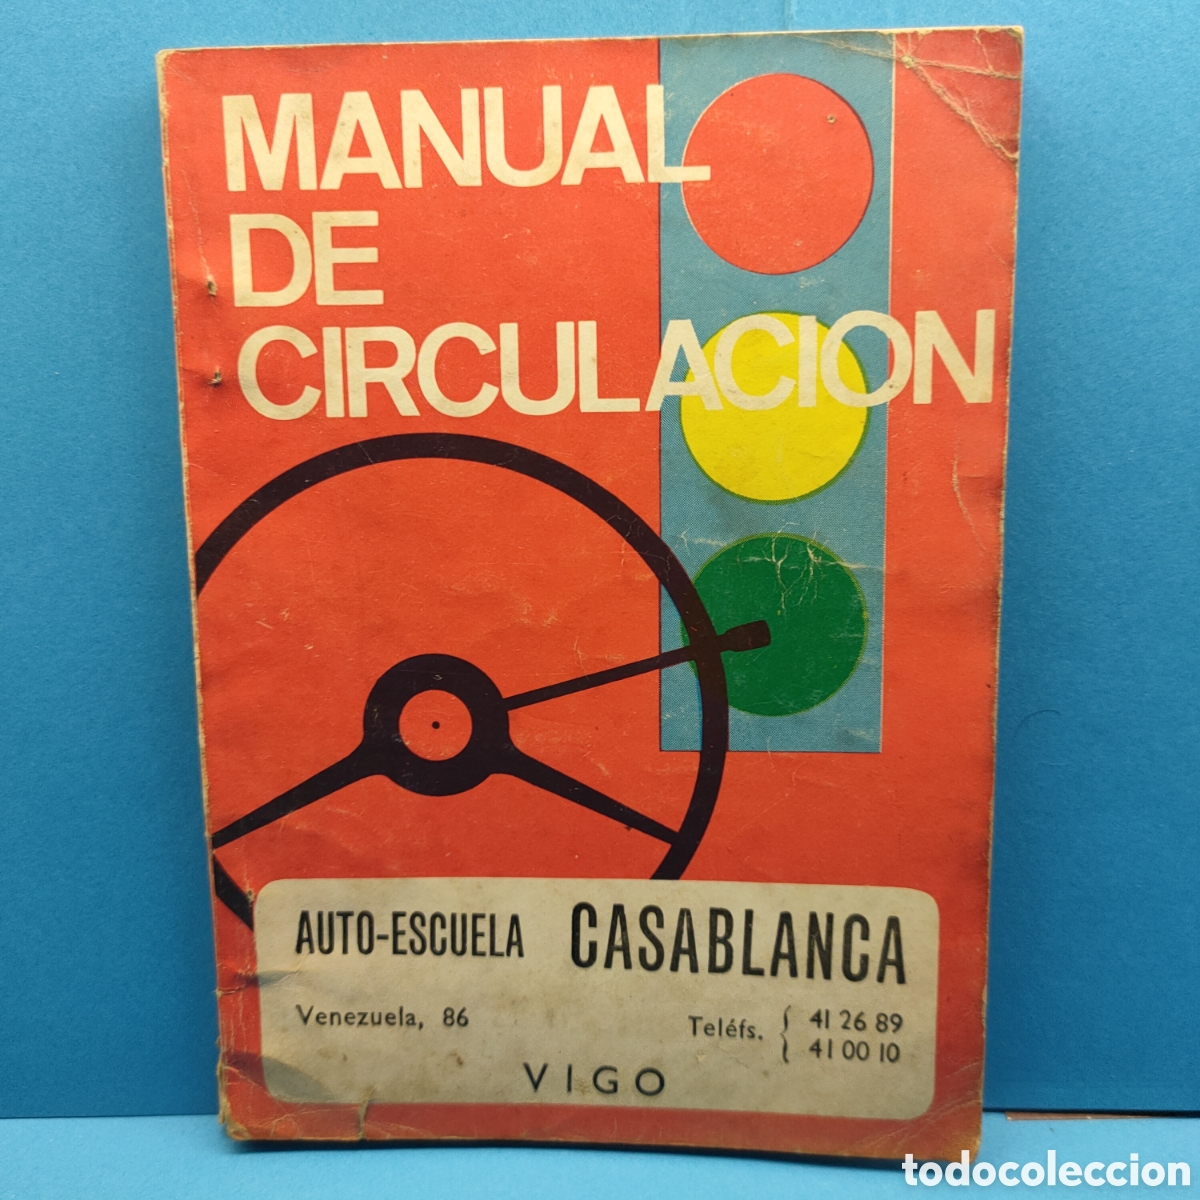 MANUAL
DE
CIRCULACION
AUTO-ESCUELA CASABLANCA
Venezuela, 86 Teléfs. { 41 26 89
41 00 10
VIGO
todocoleccion